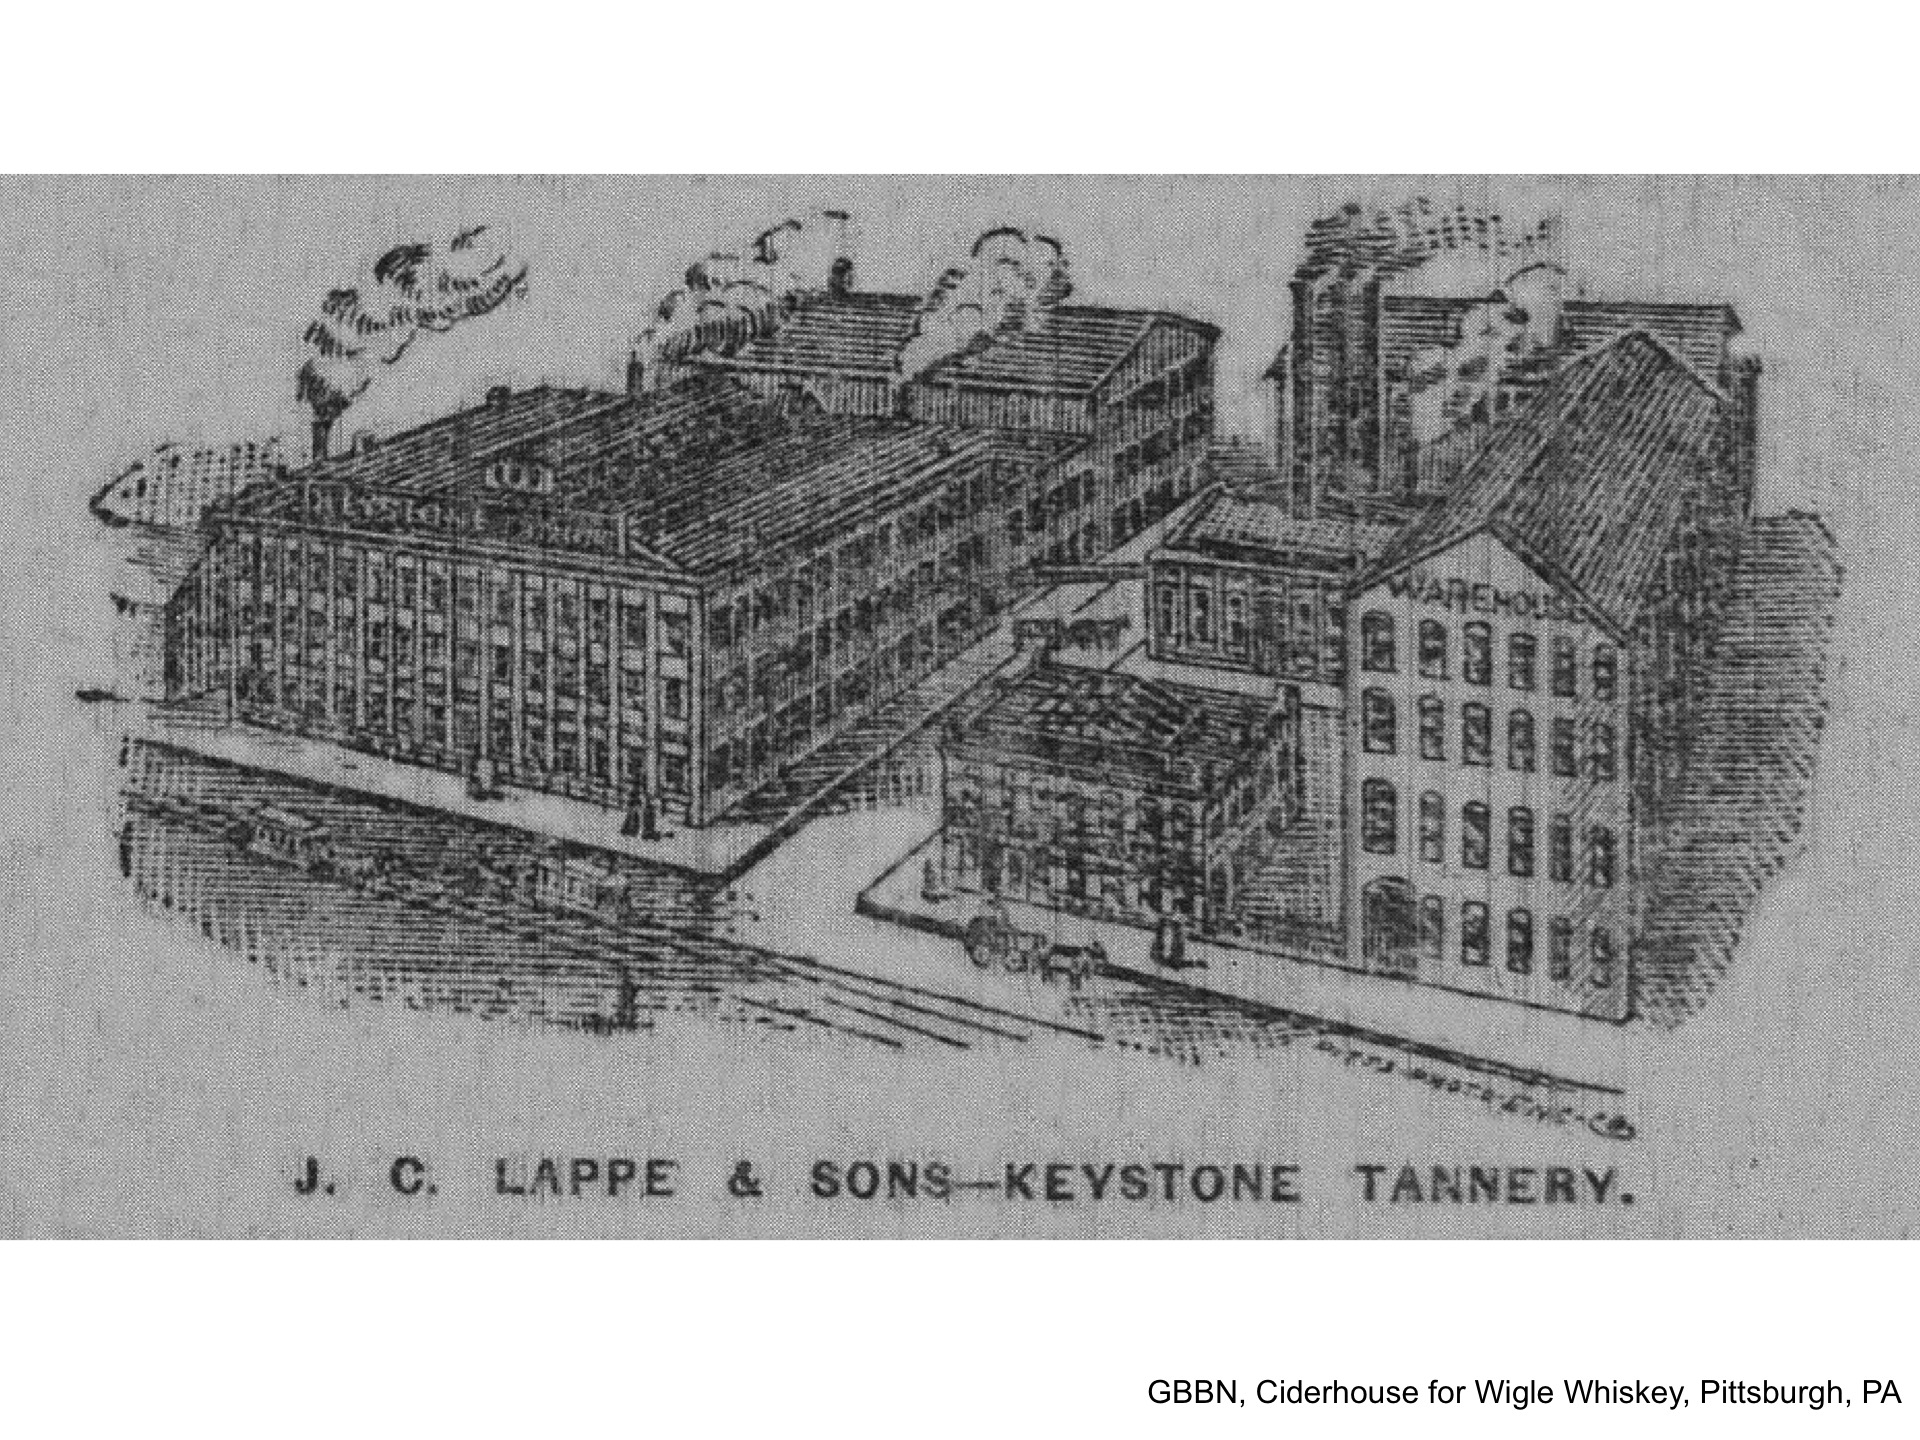 WAREHOUSE
J. C. LAPPE & SONS—KEYSTONE TANNERY.
GBBN, Ciderhouse for Wigle Whiskey, Pittsburgh, PA